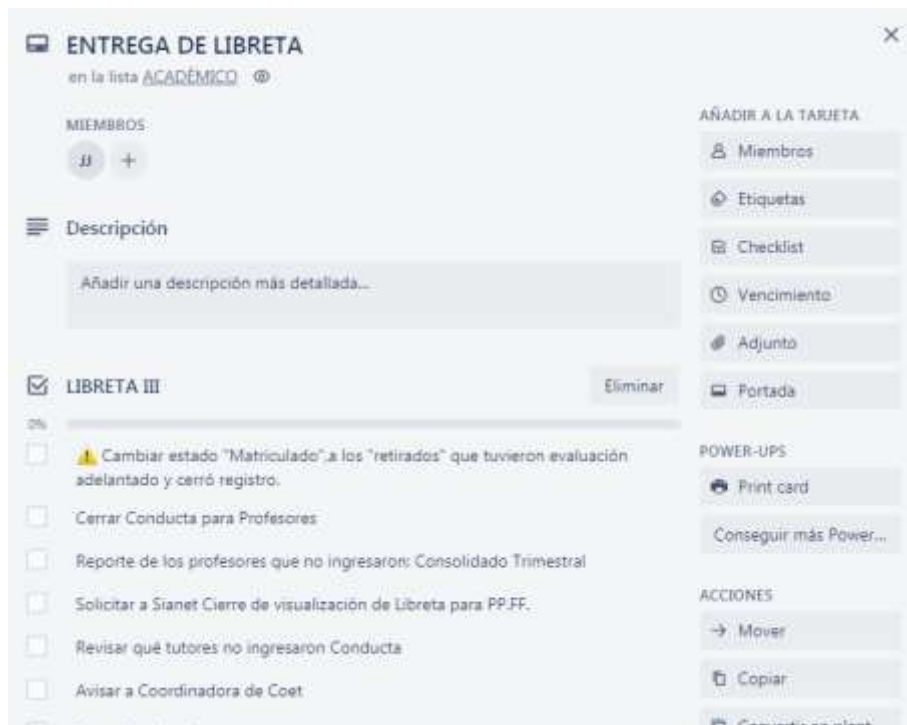 ENTREGA DE LIBRETA
en la lista ACADÉMICO
MIEMBROS
JJ +
Descripción
Añadir una descripción más detallada...
LIBRETA III
Eliminar
0%
Cambiar estado "Matriculado",a los "retirados" que tuvieron evaluación
adelantado y cerró registro.
Cerrar Conducta para Profesores
Reporte de los profesores que no ingresaron: Consolidado Trimestral
Solicitar a Sianet Cierre de visualización de Libreta para PP.FF.
Revisar qué tutores no ingresaron Conducta
Avisar a Coordinadora de Coet
AÑADIR A LA TARJETA
Miembros
Etiquetas
Checklist
Vencimiento
Adjunto
Portada
POWER-UPS
Print card
Conseguir más Power...
ACCIONES
Mover
Copiar